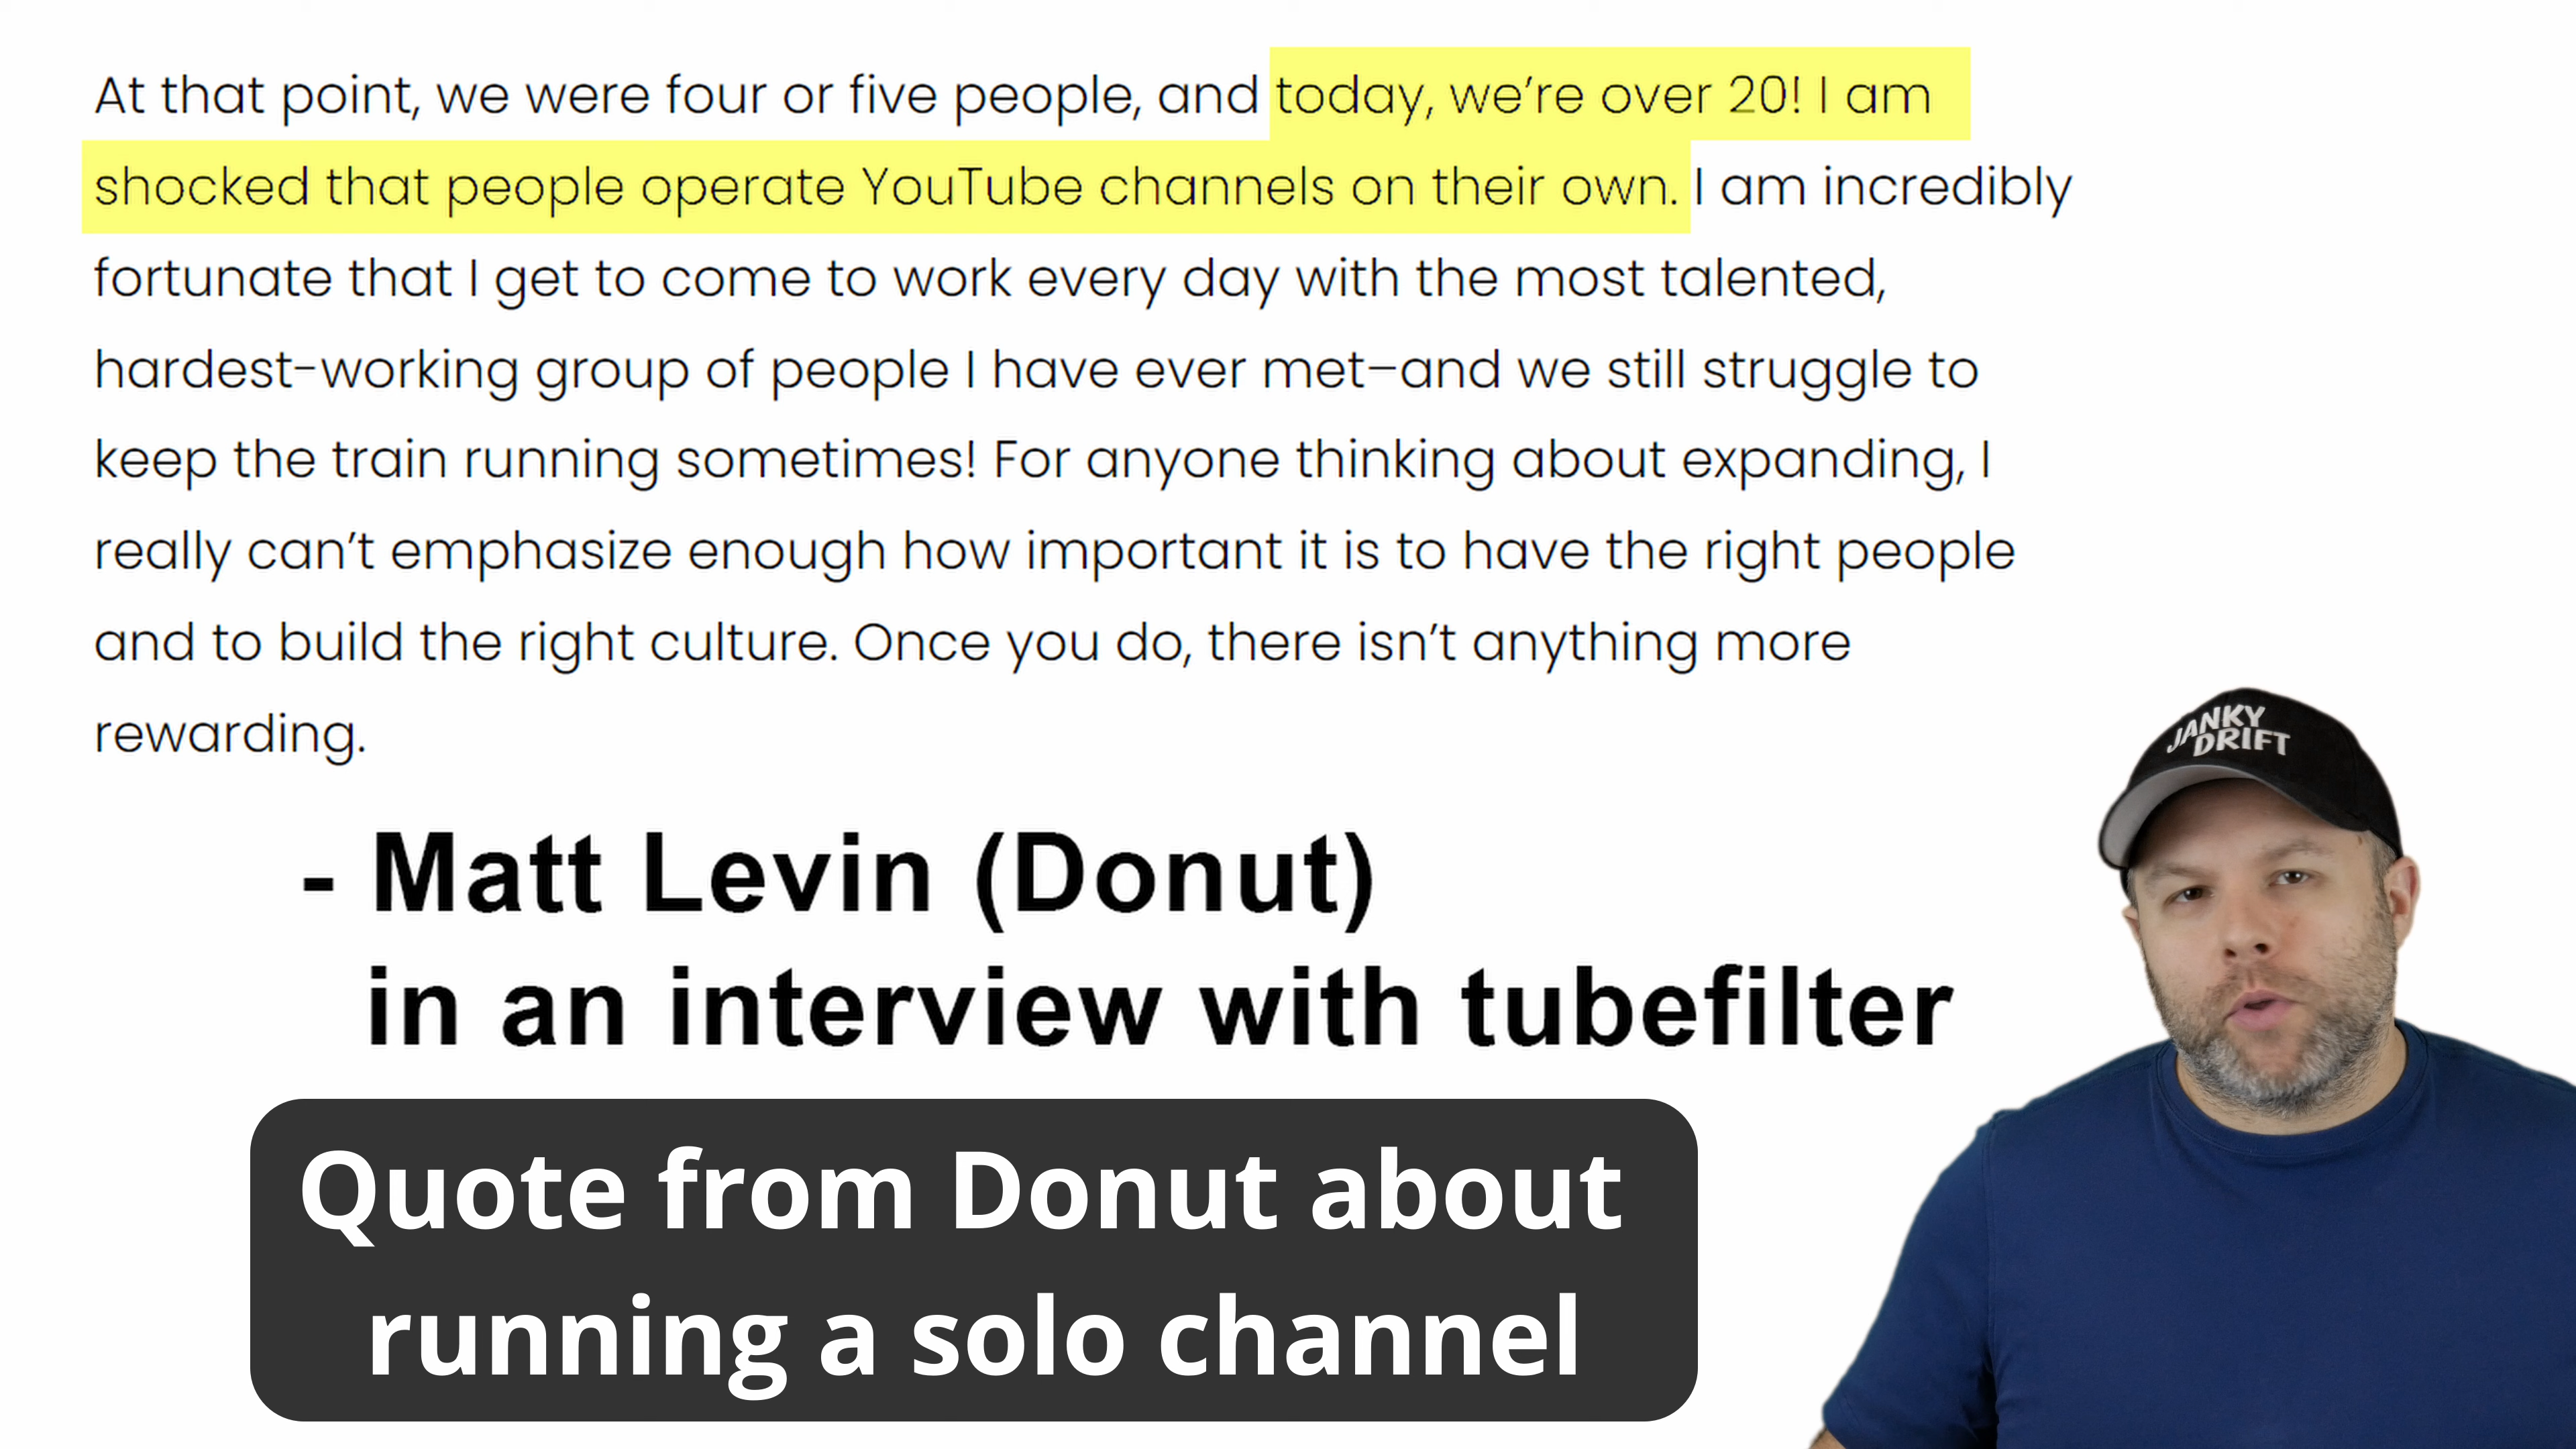 At that point, we were four or five people, and today, we’re over 20! I am
shocked that people operate YouTube channels on their own. I am incredibly
fortunate that I get to come to work every day with the most talented,
hardest-working group of people I have ever met–and we still struggle to
keep the train running sometimes! For anyone thinking about expanding, I
really can’t emphasize enough how important it is to have the right people
and to build the right culture. Once you do, there isn’t anything more
rewarding.
JANKY
DRIFT
- Matt Levin (Donut)
in an interview with tubefilter
Quote from Donut about
running a solo channel